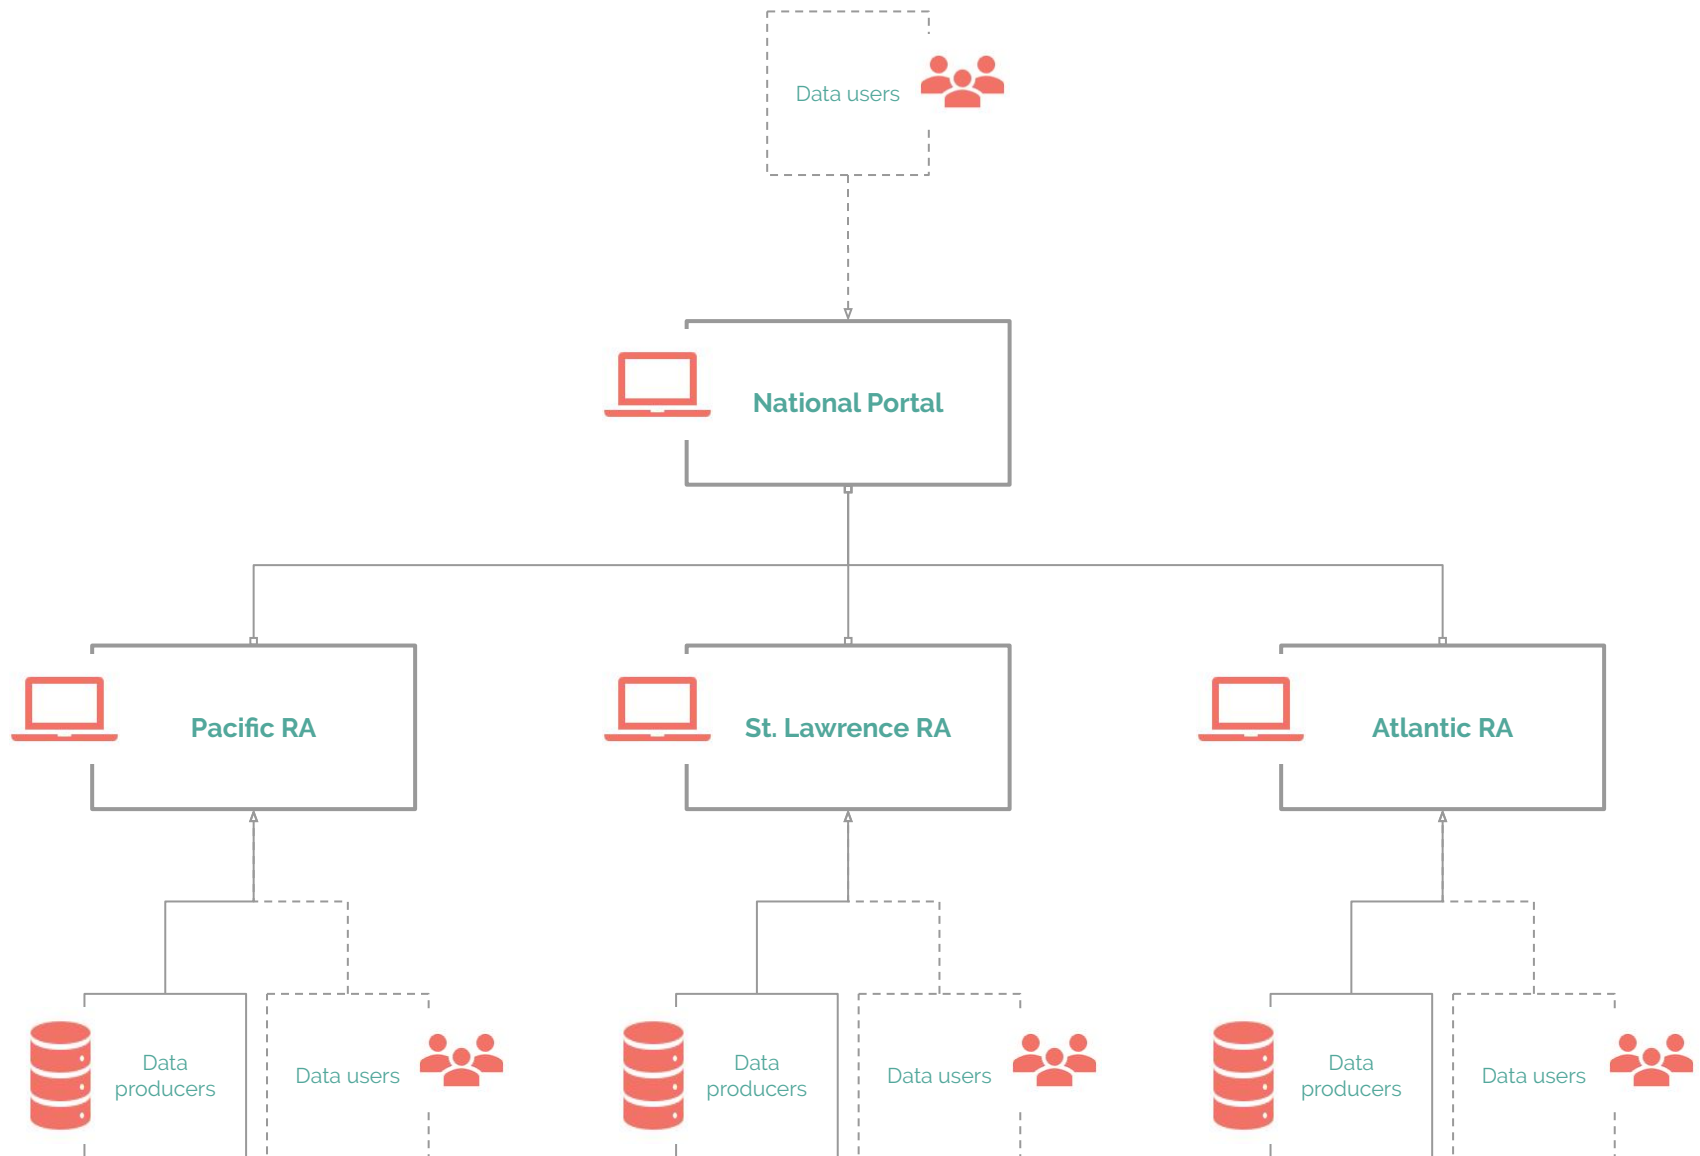 Data users
National Portal
Pacific RA
St. Lawrence RA
Atlantic RA
Data
producers
Data users
Data
producers
Data users
Data
producers
Data users